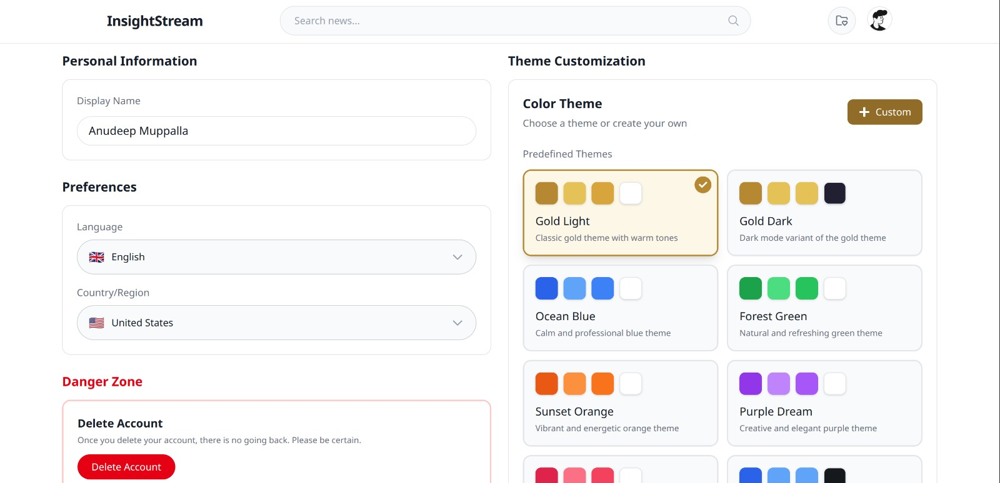 InsightStream
Search news...
Personal Information
Display Name
Anudeep Muppalla
Preferences
Language
English
Country/Region
United States
Danger Zone
Delete Account
Once you delete your account, there is no going back. Please be certain.
Delete Account
Theme Customization
Color Theme
Choose a theme or create your own
Custom
Predefined Themes
Gold Light
Classic gold theme with warm tones
Gold Dark
Dark mode variant of the gold theme
Ocean Blue
Calm and professional blue theme
Forest Green
Natural and refreshing green theme
Sunset Orange
Vibrant and energetic orange theme
Purple Dream
Creative and elegant purple theme